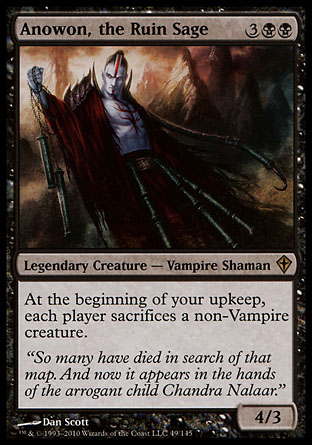 Anowon, the Ruin Sage 3
Legendary Creature — Vampire Shaman
At the beginning of your upkeep,
each player sacrifices a non-Vampire
creature.
“So many have died in search of that
map. And now it appears in the hands
of the arrogant child Chandra Nalaar.”
Dan Scott
™ & © 1993–2010 Wizards of the Coast LLC 49/145
4/3